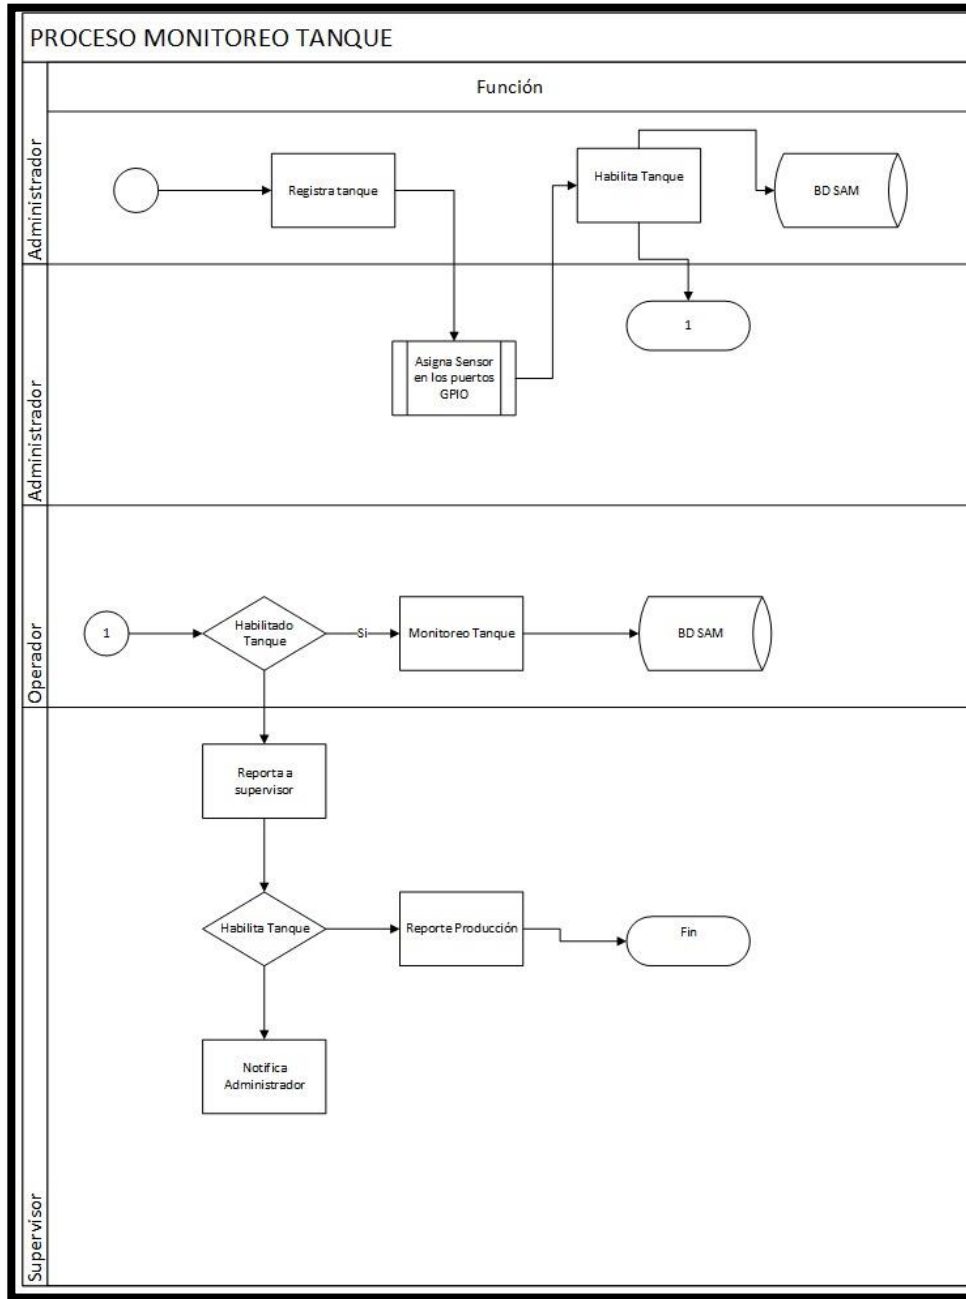 PROCESO MONITOREO TANQUE
Función
Administrador
Registra tanque
Habilita Tanque
BD SAM
1
Administrador
Asigna Sensor
en los puertos
GPIO
Operador
1
Habilitado
Tanque
Si
Monitoreo Tanque
BD SAM
Supervisor
Reporta a
supervisor
Habilita Tanque
Reporte Producción
Fin
Notifica
Administrador